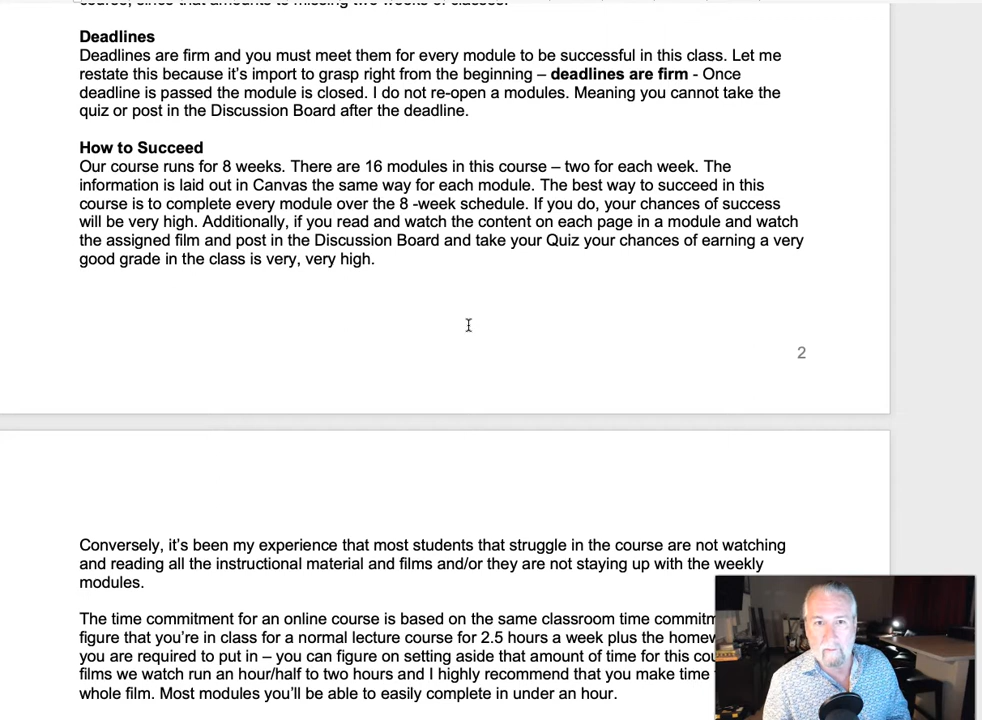 Deadlines
Deadlines are firm and you must meet them for every module to be successful in this class. Let me
restate this because it's import to grasp right from the beginning – deadlines are firm - Once
deadline is passed the module is closed. I do not re-open a modules. Meaning you cannot take the
quiz or post in the Discussion Board after the deadline.
How to Succeed
Our course runs for 8 weeks. There are 16 modules in this course – two for each week. The
information is laid out in Canvas the same way for each module. The best way to succeed in this
course is to complete every module over the 8 -week schedule. If you do, your chances of success
will be very high. Additionally, if you read and watch the content on each page in a module and watch
the assigned film and post in the Discussion Board and take your Quiz your chances of earning a very
good grade in the class is very, very high.
2
Conversely, it's been my experience that most students that struggle in the course are not watching
and reading all the instructional material and films and/or they are not staying up with the weekly
modules.
The time commitment for an online course is based on the same classroom time
figure that you're in class for a normal lecture course for 2.5 hours a week plus the
you are required to put in – you can figure on setting aside that amount of time for this
films we watch run an hour/half to two hours and I highly recommend that you make time
whole film. Most modules you'll be able to easily complete in under an hour.